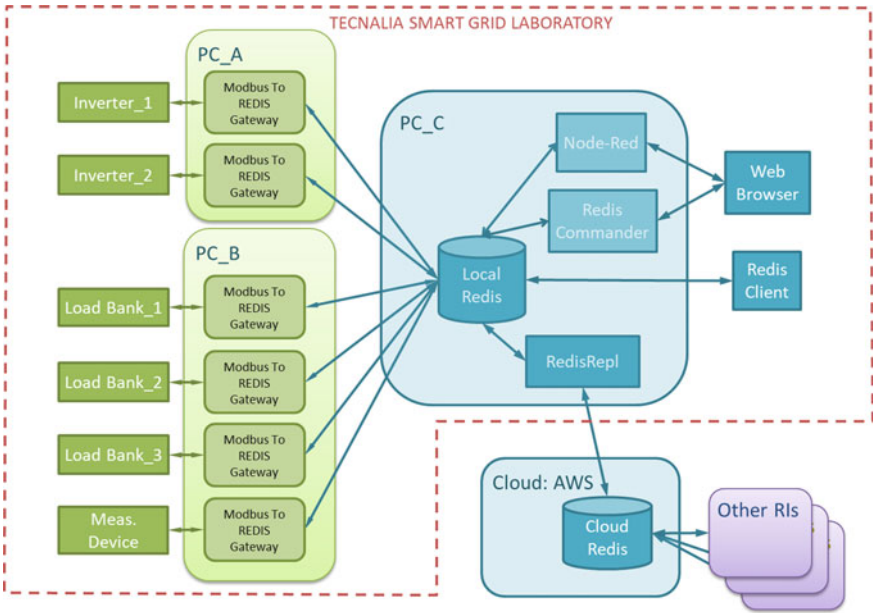 TECNALIA SMART GRID LABORATORY
PC_A
Inverter_1
Modbus To
REDIS
Gateway
Inverter_2
Modbus To
REDIS
Gateway
PC_B
Load Bank_1
Modbus To
REDIS
Gateway
Load Bank_2
Modbus To
REDIS
Gateway
Load Bank_3
Modbus To
REDIS
Gateway
Meas.
Device
Modbus To
REDIS
Gateway
PC_C
Node-Red
Redis
Commander
Local
Redis
RedisRepl
Web
Browser
Redis
Client
Cloud: AWS
Cloud
Redis
Other RIs